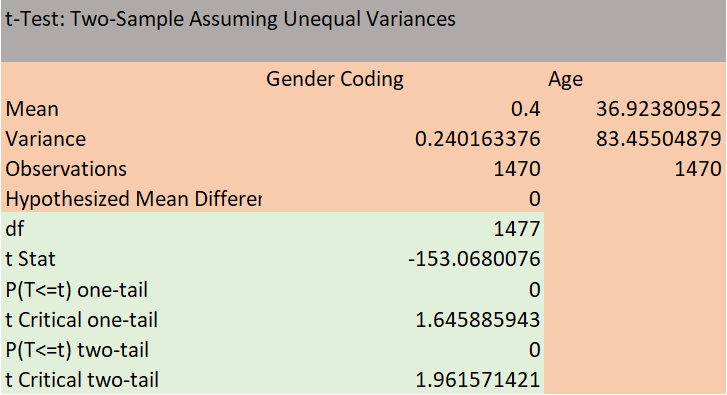 t-Test: Two-Sample Assuming Unequal Variances
Gender Coding Age
Mean 0.4 36.92380952
Variance 0.240163376 83.45504879
Observations 1470 1470
Hypothesized Mean Differer 0
df 1477
t Stat -153.0680076
P(T<=t) one-tail 0
t Critical one-tail 1.645885943
P(T<=t) two-tail 0
t Critical two-tail 1.961571421